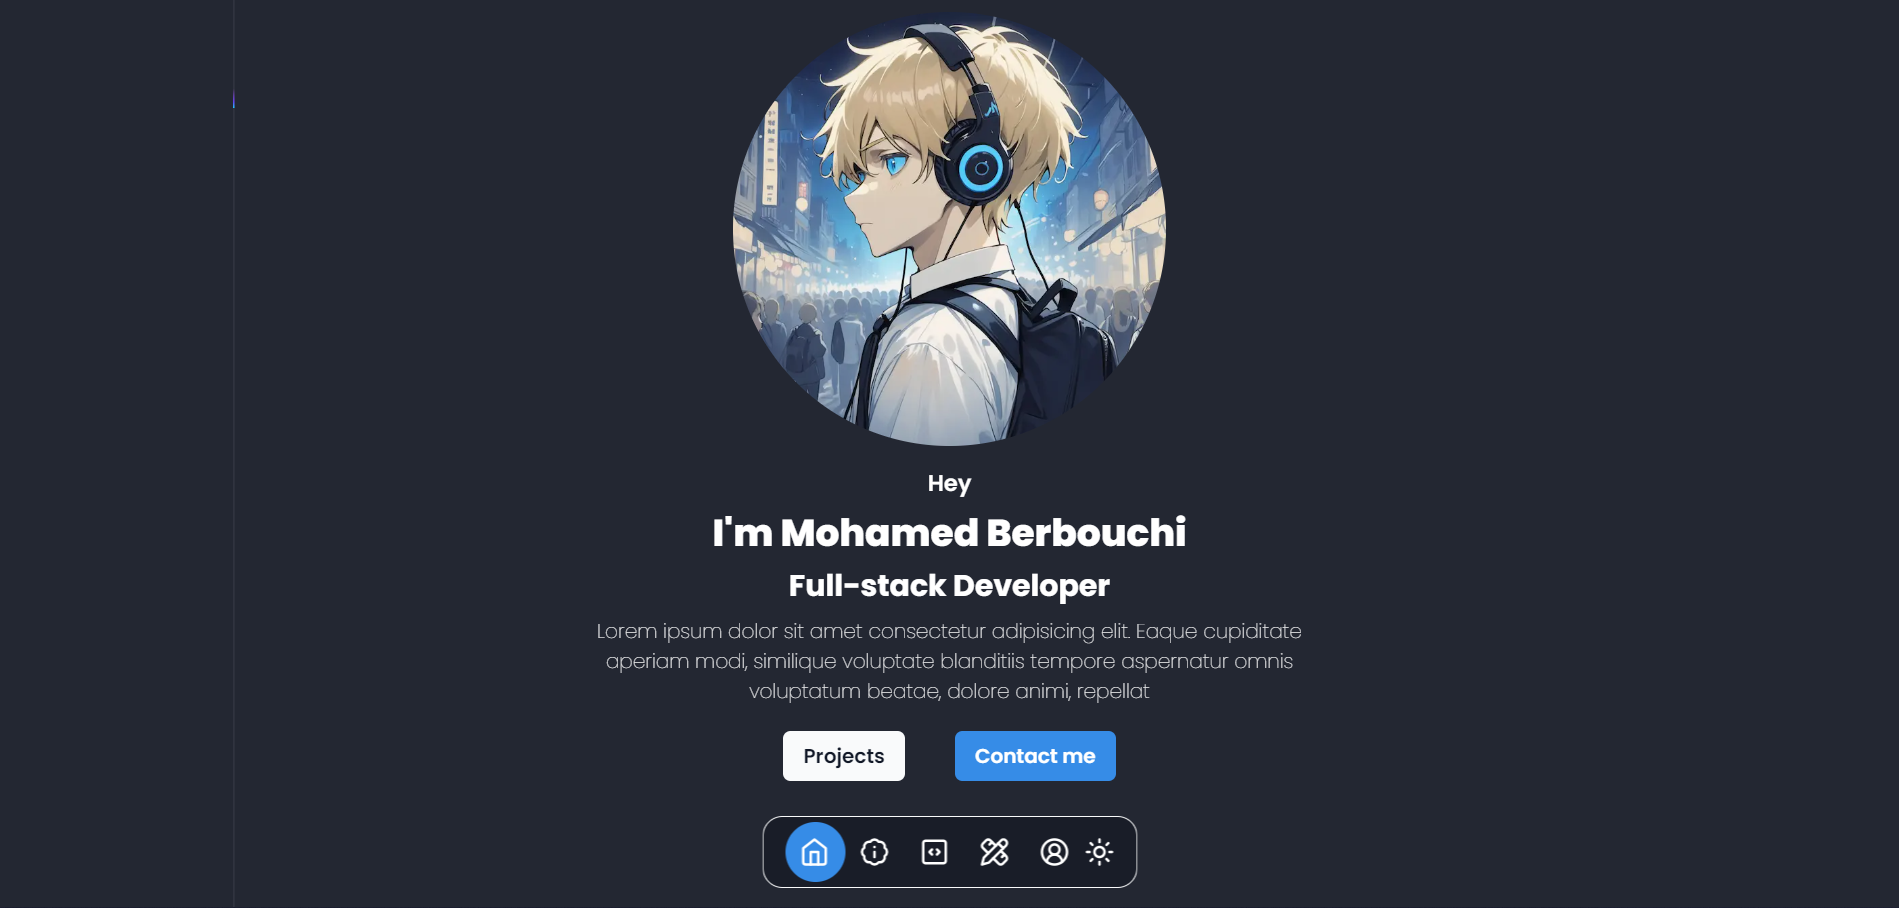 Hey
I'm Mohamed Berbouchi
Full-stack Developer
Lorem ipsum dolor sit amet consectetur adipisicing elit. Eaque cupiditate
aperiam modi, similique voluptate blanditiis tempore aspernatur omnis
voluptatum beatae, dolore animi, repellat
Projects
Contact me